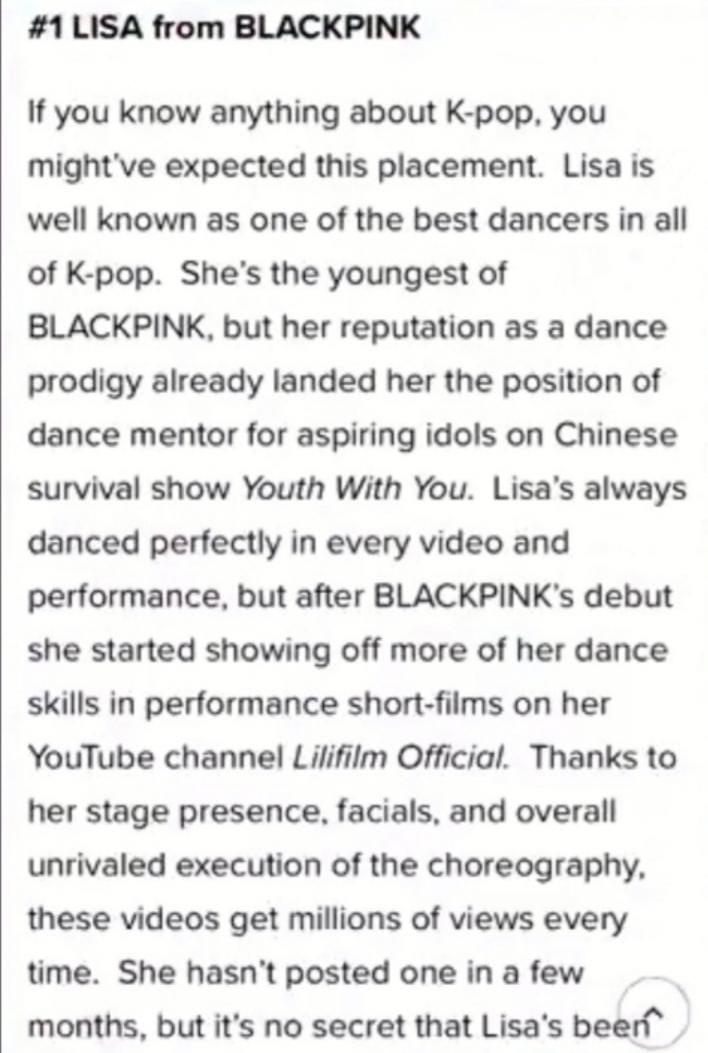 #1 LISA from BLACKPINK
If you know anything about K-pop, you
might've expected this placement.  Lisa is
well known as one of the best dancers in all
of K-pop.  She's the youngest of
BLACKPINK, but her reputation as a dance
prodigy already landed her the position of
dance mentor for aspiring idols on Chinese
survival show Youth With You.  Lisa's always
danced perfectly in every video and
performance, but after BLACKPINK's debut
she started showing off more of her dance
skills in performance short-films on her
YouTube channel Lilifilm Official.  Thanks to
her stage presence, facials, and overall
unrivaled execution of the choreography,
these videos get millions of views every
time.  She hasn't posted one in a few
months, but it's no secret that Lisa's been